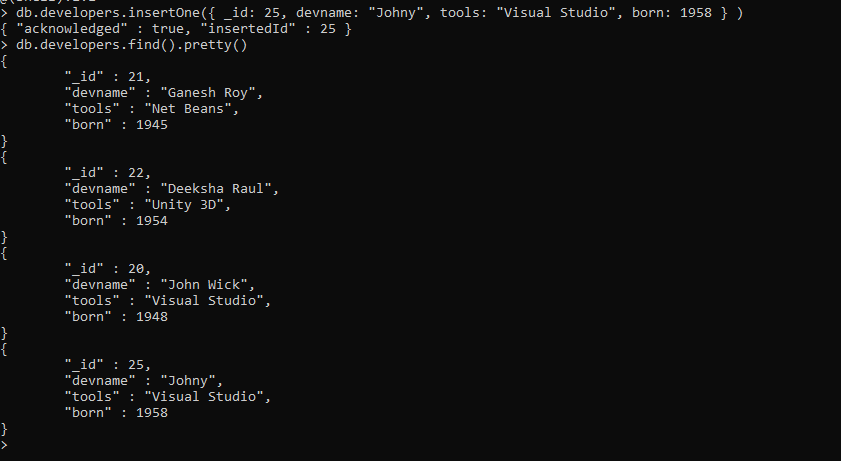 > db.developers.insertOne({ _id: 25, devname: "Johny", tools: "Visual Studio", born: 1958 } )
{ "acknowledged" : true, "insertedId" : 25 }
> db.developers.find().pretty()
{
        "_id" : 21,
        "devname" : "Ganesh Roy",
        "tools" : "Net Beans",
        "born" : 1945
}
{
        "_id" : 22,
        "devname" : "Deeksha Raul",
        "tools" : "Unity 3D",
        "born" : 1954
}
{
        "_id" : 20,
        "devname" : "John Wick",
        "tools" : "Visual Studio",
        "born" : 1948
}
{
        "_id" : 25,
        "devname" : "Johny",
        "tools" : "Visual Studio",
        "born" : 1958
}
>